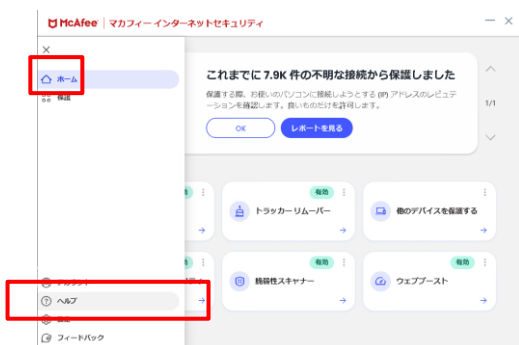 McAfee マカフィー インターネットセキュリティ
ホーム
保護
これまでに 7.9K 件の不明な接続から保護しました
保護する際、お使いのパソコンに接続しようとする (IP) アドレスのレピュテ
ーションを確認します。良いものだけを許可します。
OK
レポートを見る
1/1
有効
トラッカー リムーバー
他のデバイスを保護する
有効
有効
脆弱性スキャナー
ウェブブースト
アカウント
ヘルプ
設定
フィードバック